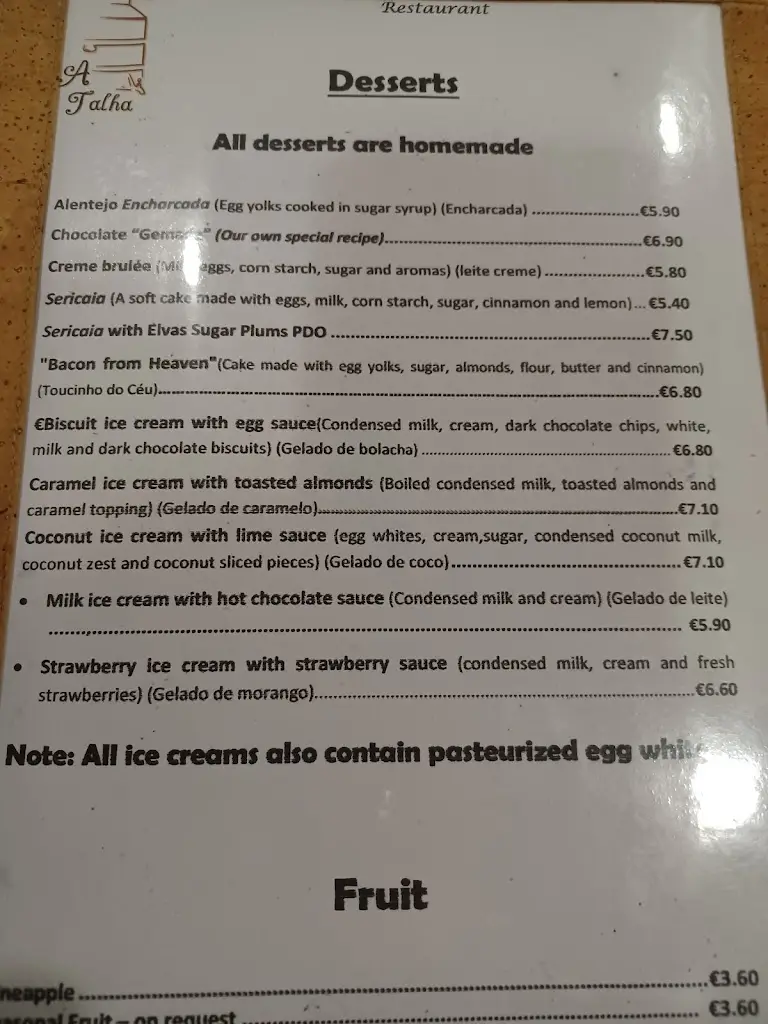 Restaurant
A
Talha
Desserts
All desserts are homemade
Alentejo Encharcada (Egg yolks cooked in sugar syrup) (Encharcada) ........................€5.90
Chocolate (Our own special recipe)....................................................€6.90
Creme brulée eggs, corn starch, sugar and aromas) (leite creme) ......................€5.80
Sericaia (A soft cake made with eggs, milk, corn starch, sugar, cinnamon and lemon)... €5.40
Sericaia with Elvas Sugar Plums PDO ..................................................................€7.50
"Bacon from Heaven"(Cake made with egg yolks, sugar, almonds, flour, butter and cinnamon)
(Toucinho do Céu)..............................................................................................€6.80
€Biscuit ice cream with egg sauce(Condensed milk, cream, dark chocolate chips, white,
milk and dark chocolate biscuits) (Gelado de bolacha) ......................................................€6.80
Caramel ice cream with toasted almonds (Boiled condensed milk, toasted almonds and
caramel topping) (Gelado de caramelo)..........................................................................€7.10
Coconut ice cream with lime sauce (egg whites, cream,sugar, condensed coconut milk,
coconut zest and coconut sliced pieces) (Gelado de coco)............................................€7.10
• Milk ice cream with hot chocolate sauce (Condensed milk and cream) (Gelado de leite)
........................................................................................................................ €5.90
• Strawberry ice cream with strawberry sauce (condensed milk, cream and fresh
strawberries) (Gelado de morango)...........................................................................€6.60
Note: All ice creams also contain pasteurized egg
Fruit
..............................................................................................................€3.60
Fruit – on request .................................................................................... €3.60